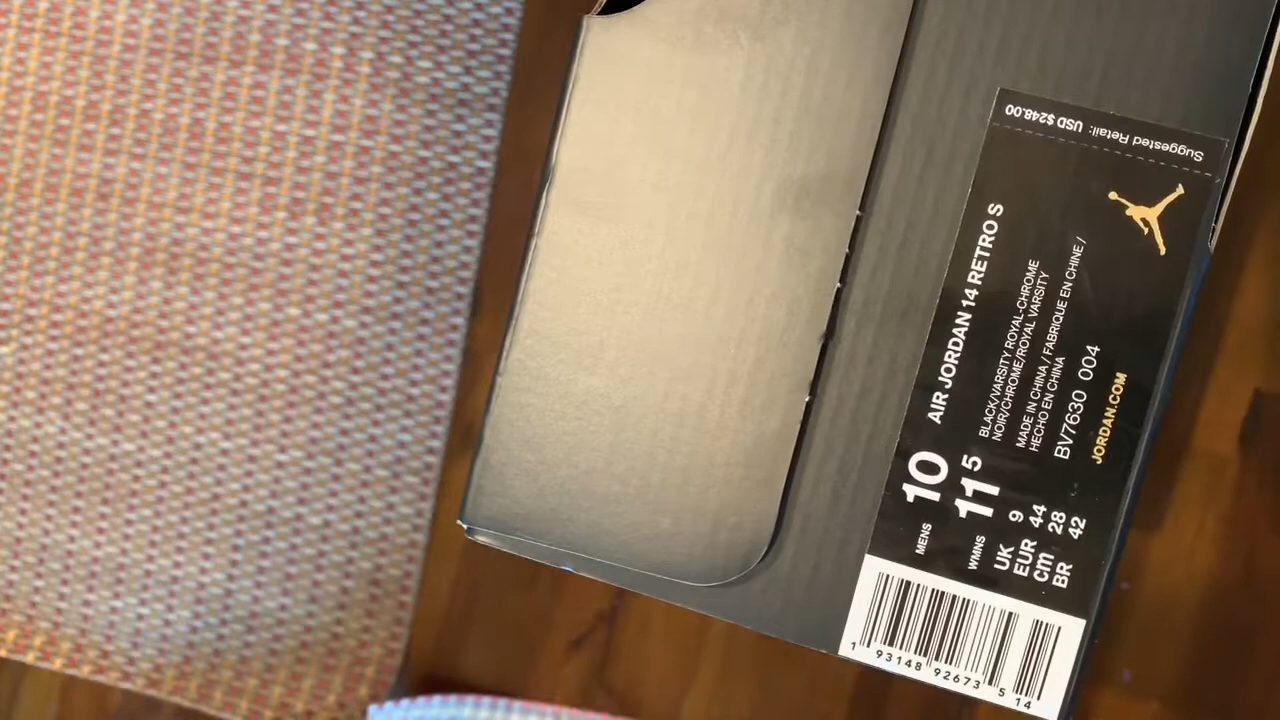 Suggested Retail: USD $248.00
AIR JORDAN 14 RETRO S
BLACK/VARSITY ROYAL-CHROME
NOIR/CHROME/ROYAL VARSITY
MADE IN CHINA / FABRIQUE EN CHINE /
HECHO EN CHINA
BV7630 004
JORDAN.COM
MENS 10
WMNS 11 5
UK 9
EUR 44
cm 28
BR 42
1 93148 92673 5 14